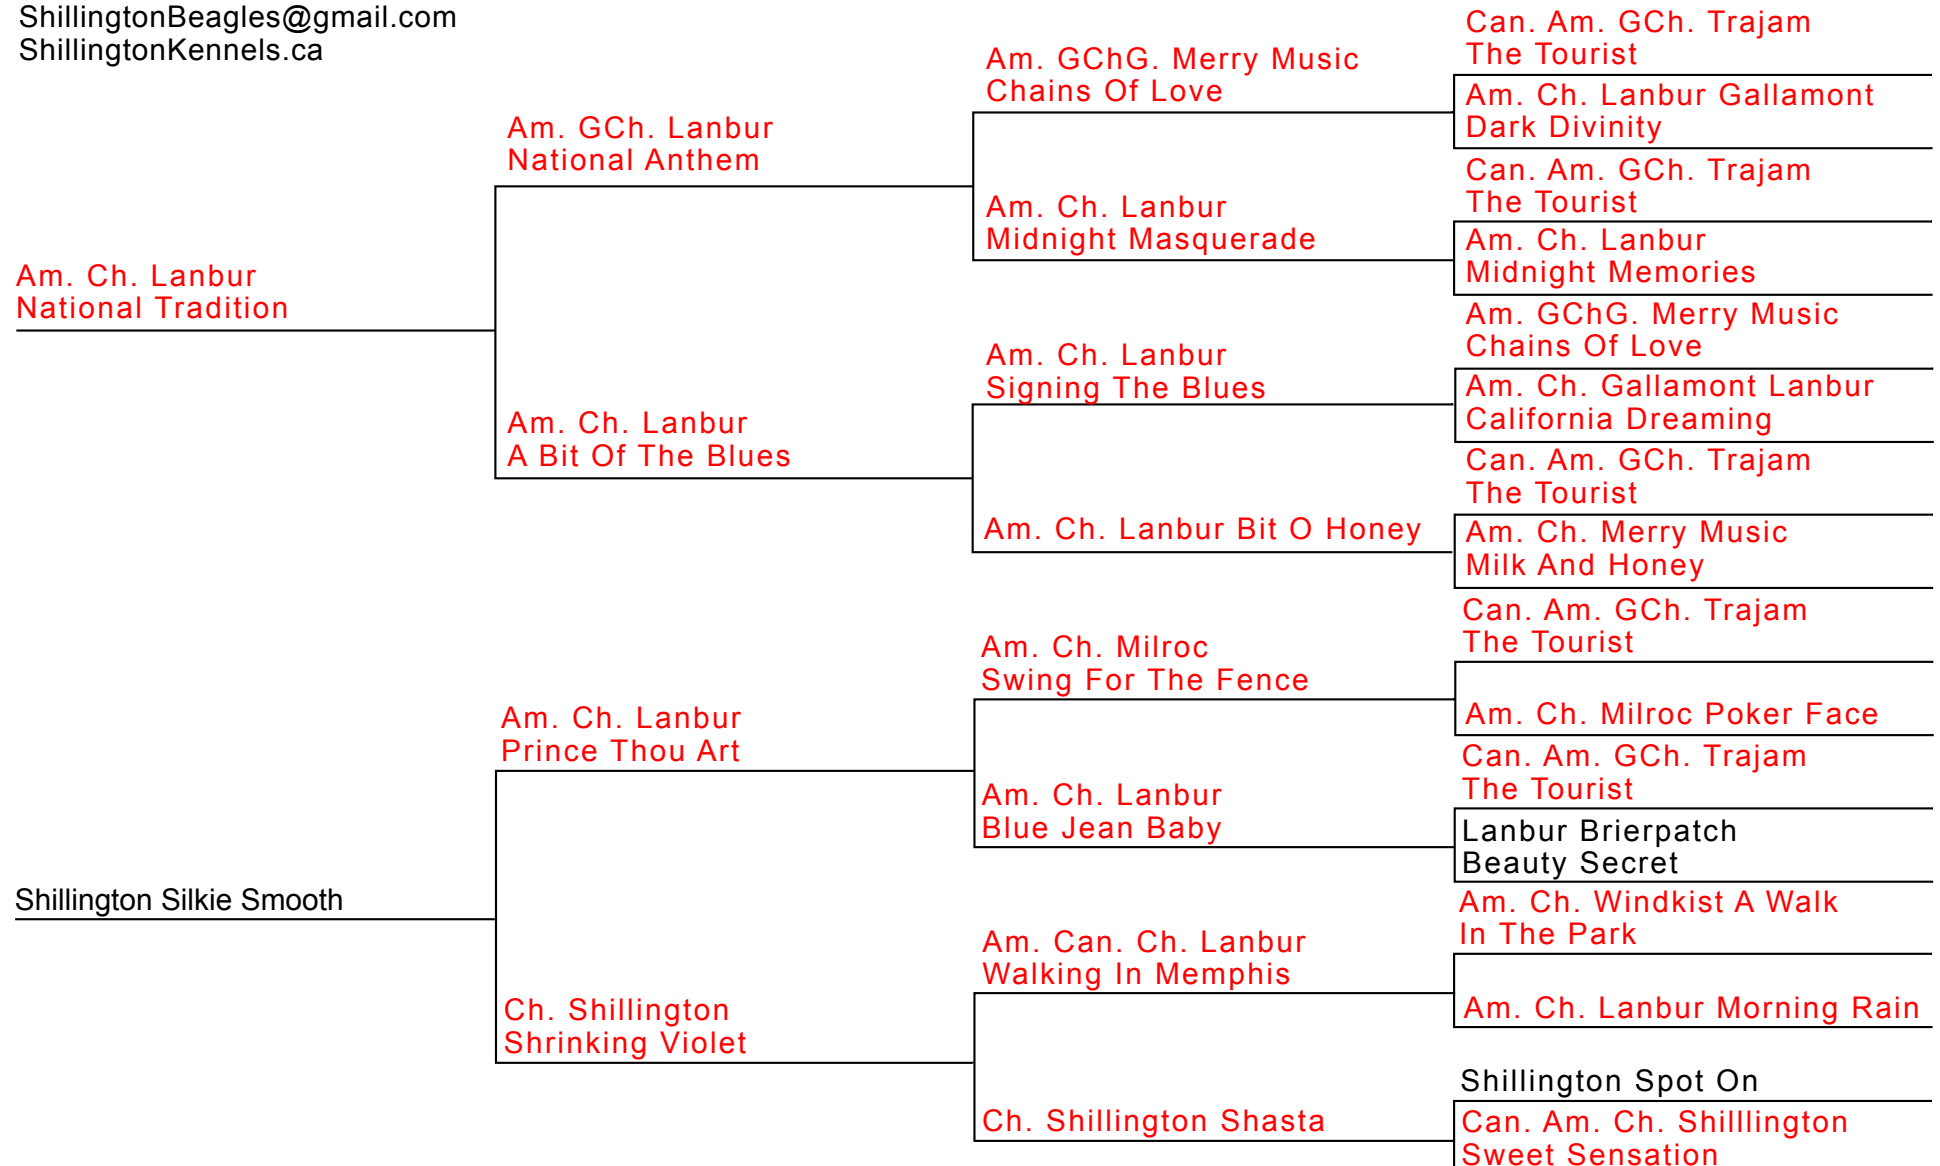 ShillingtonBeagles@gmail.com
ShillingtonKennels.ca
Am. Ch. Lanbur
National Tradition
Shillington Silkie Smooth
Am. GCh. Lanbur
National Anthem
Am. Ch. Lanbur
A Bit Of The Blues
Am. Ch. Lanbur
Prince Thou Art
Ch. Shillington
Shrinking Violet
Am. GChG. Merry Music
Chains Of Love
Am. Ch. Lanbur
Midnight Masquerade
Am. Ch. Lanbur
Signing The Blues
Am. Ch. Lanbur Bit O Honey
Am. Ch. Milroc
Swing For The Fence
Am. Ch. Lanbur
Blue Jean Baby
Am. Can. Ch. Lanbur
Walking In Memphis
Ch. Shillington Shasta
Can. Am. GCh. Trajam
The Tourist
Am. Ch. Lanbur Gallamont
Dark Divinity
Can. Am. GCh. Trajam
The Tourist
Am. Ch. Lanbur
Midnight Memories
Am. GChG. Merry Music
Chains Of Love
Am. Ch. Gallamont Lanbur
California Dreaming
Can. Am. GCh. Trajam
The Tourist
Am. Ch. Merry Music
Milk And Honey
Can. Am. GCh. Trajam
The Tourist
Am. Ch. Milroc Poker Face
Can. Am. GCh. Trajam
The Tourist
Lanbur Brierpatch
Beauty Secret
Am. Ch. Windkist A Walk
In The Park
Am. Ch. Lanbur Morning Rain
Shillington Spot On
Can. Am. Ch. Shilllington
Sweet Sensation